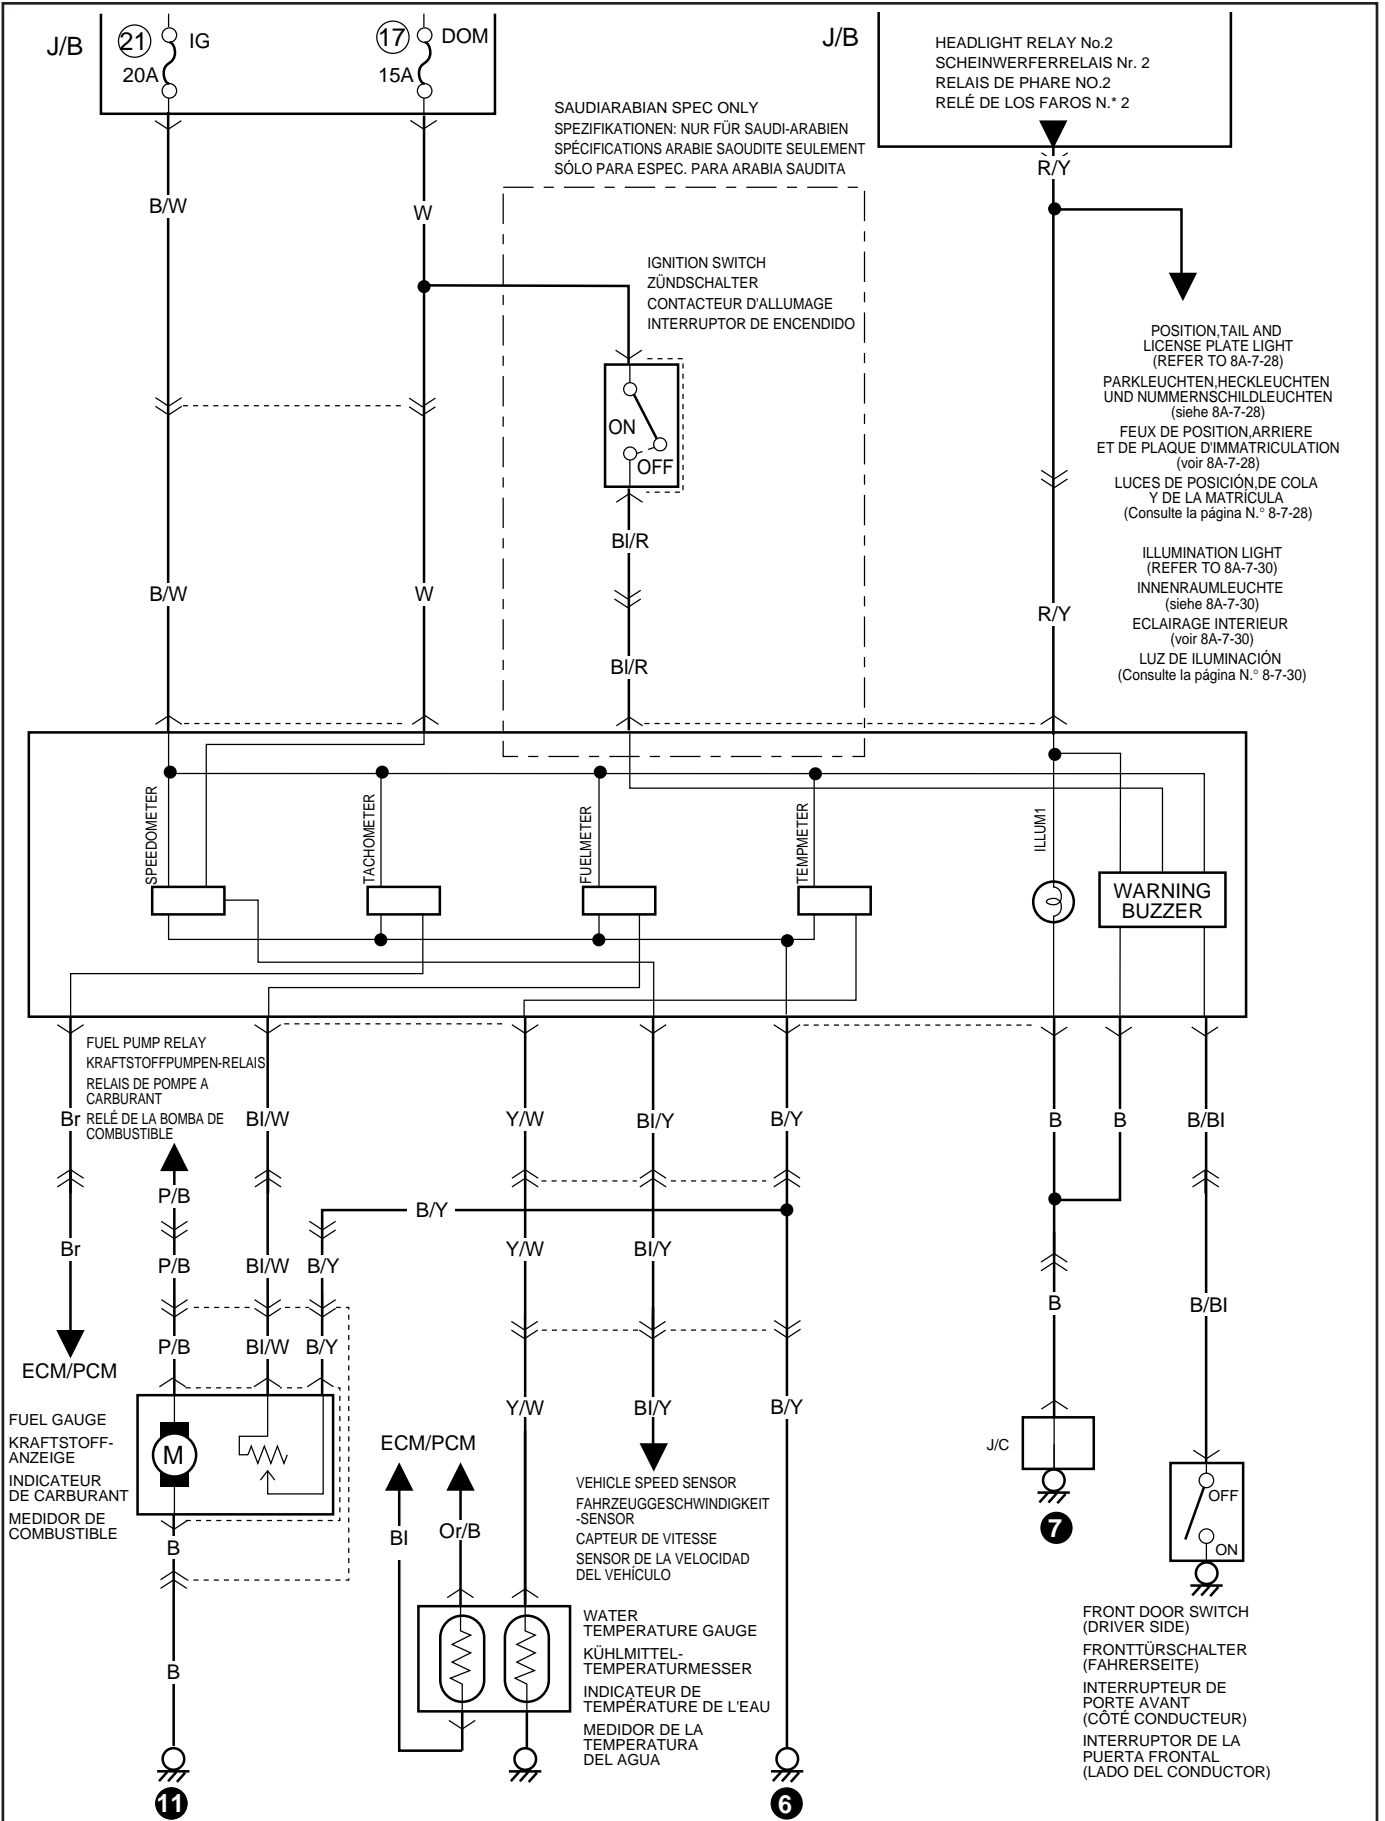 J/B
21
IG
20A
17
DOM
15A
J/B
HEADLIGHT RELAY No.2
SCHEINWERFERRELAIS Nr. 2
RELAIS DE PHARE NO.2
RELÉ DE LOS FAROS N.* 2
SAUDIARABIAN SPEC ONLY
SPEZIFIKATIONEN: NUR FÜR SAUDI-ARABIEN
SPÉCIFICATIONS ARABIE SAOUDITE SEULEMENT
SÓLO PARA ESPEC. PARA ARABIA SAUDITA
R/Y
B/W
W
IGNITION SWITCH
ZÜNDSCHALTER
CONTACTEUR D'ALLUMAGE
INTERRUPTOR DE ENCENDIDO
ON
OFF
POSITION,TAIL AND
LICENSE PLATE LIGHT
(REFER TO 8A-7-28)
PARKLEUCHTEN,HECKLEUCHTEN
UND NUMMERNSCHILDLEUCHTEN
(siehe 8A-7-28)
FEUX DE POSITION,ARRIERE
ET DE PLAQUE D'IMMATRICULATION
(voir 8A-7-28)
LUCES DE POSICIÓN,DE COLA
Y DE LA MATRÍCULA
(Consulte la página N.° 8-7-28)
ILLUMINATION LIGHT
(REFER TO 8A-7-30)
INNENRAUMLEUCHTE
(siehe 8A-7-30)
ECLAIRAGE INTERIEUR
(voir 8A-7-30)
LUZ DE ILUMINACIÓN
(Consulte la página N.° 8-7-30)
Bl/R
B/W
W
R/Y
Bl/R
SPEEDOMETER
TACHOMETER
FUELMETER
TEMPMETER
ILLUM1
WARNING
BUZZER
FUEL PUMP RELAY
KRAFTSTOFFPUMPEN-RELAIS
RELAIS DE POMPE A
CARBURANT
RELÉ DE LA BOMBA DE
COMBUSTIBLE
Br
Bl/W
Y/W
Bl/Y
B/Y
B
B
B/Bl
P/B
B/Y
Br
P/B
Bl/W
B/Y
Y/W
Bl/Y
B
B/Bl
P/B
Bl/W
B/Y
ECM/PCM
Y/W
Bl/Y
B/Y
FUEL GAUGE
KRAFTSTOFF-
ANZEIGE
INDICATEUR
DE CARBURANT
MEDIDOR DE
COMBUSTIBLE
M
ECM/PCM
Bl
Or/B
VEHICLE SPEED SENSOR
FAHRZEUGGESCHWINDIGKEIT
-SENSOR
CAPTEUR DE VITESSE
SENSOR DE LA VELOCIDAD
DEL VEHÍCULO
J/C
7
OFF
ON
B
WATER
TEMPERATURE GAUGE
KÜHLMITTEL-
TEMPERATURMESSER
INDICATEUR DE
TEMPÉRATURE DE L'EAU
MEDIDOR DE LA
TEMPERATURA
DEL AGUA
FRONT DOOR SWITCH
(DRIVER SIDE)
FRONTTÜRSCHALTER
(FAHRERSEITE)
INTERRUPTEUR DE
PORTE AVANT
(CÔTÉ CONDUCTEUR)
INTERRUPTOR DE LA
PUERTA FRONTAL
(LADO DEL CONDUCTOR)
B
11
6